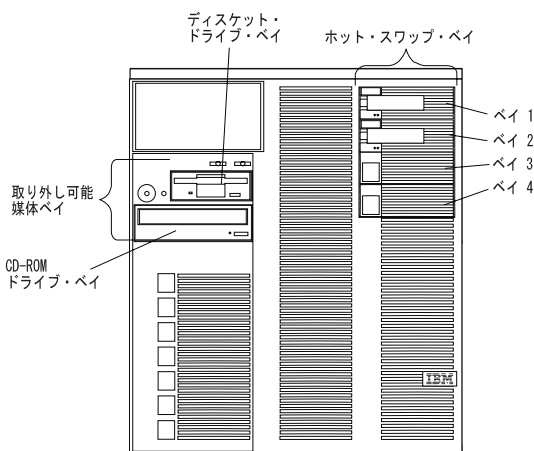 ディスケット・
ドライブ・ベイ
ホット・スワップ・ベイ
ベイ 1
ベイ 2
ベイ 3
ベイ 4
取り外し可能
媒体ベイ
CD-ROM
ドライブ・ベイ
IBM